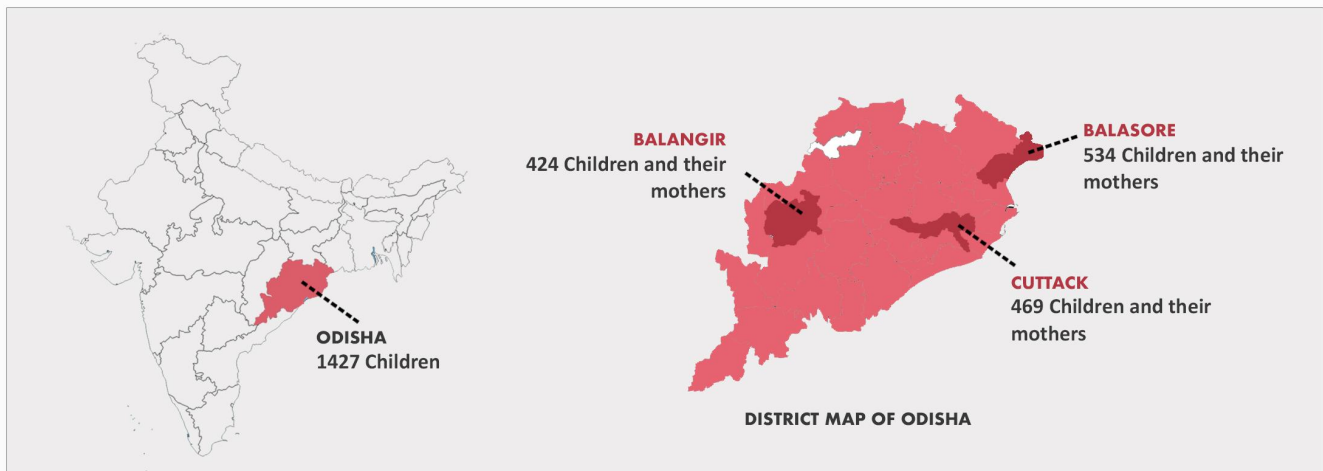 ODISHA
1427 Children
BALANGIR
424 Children and their
mothers
BALASORE
534 Children and their
mothers
CUTTACK
469 Children and their
mothers
DISTRICT MAP OF ODISHA